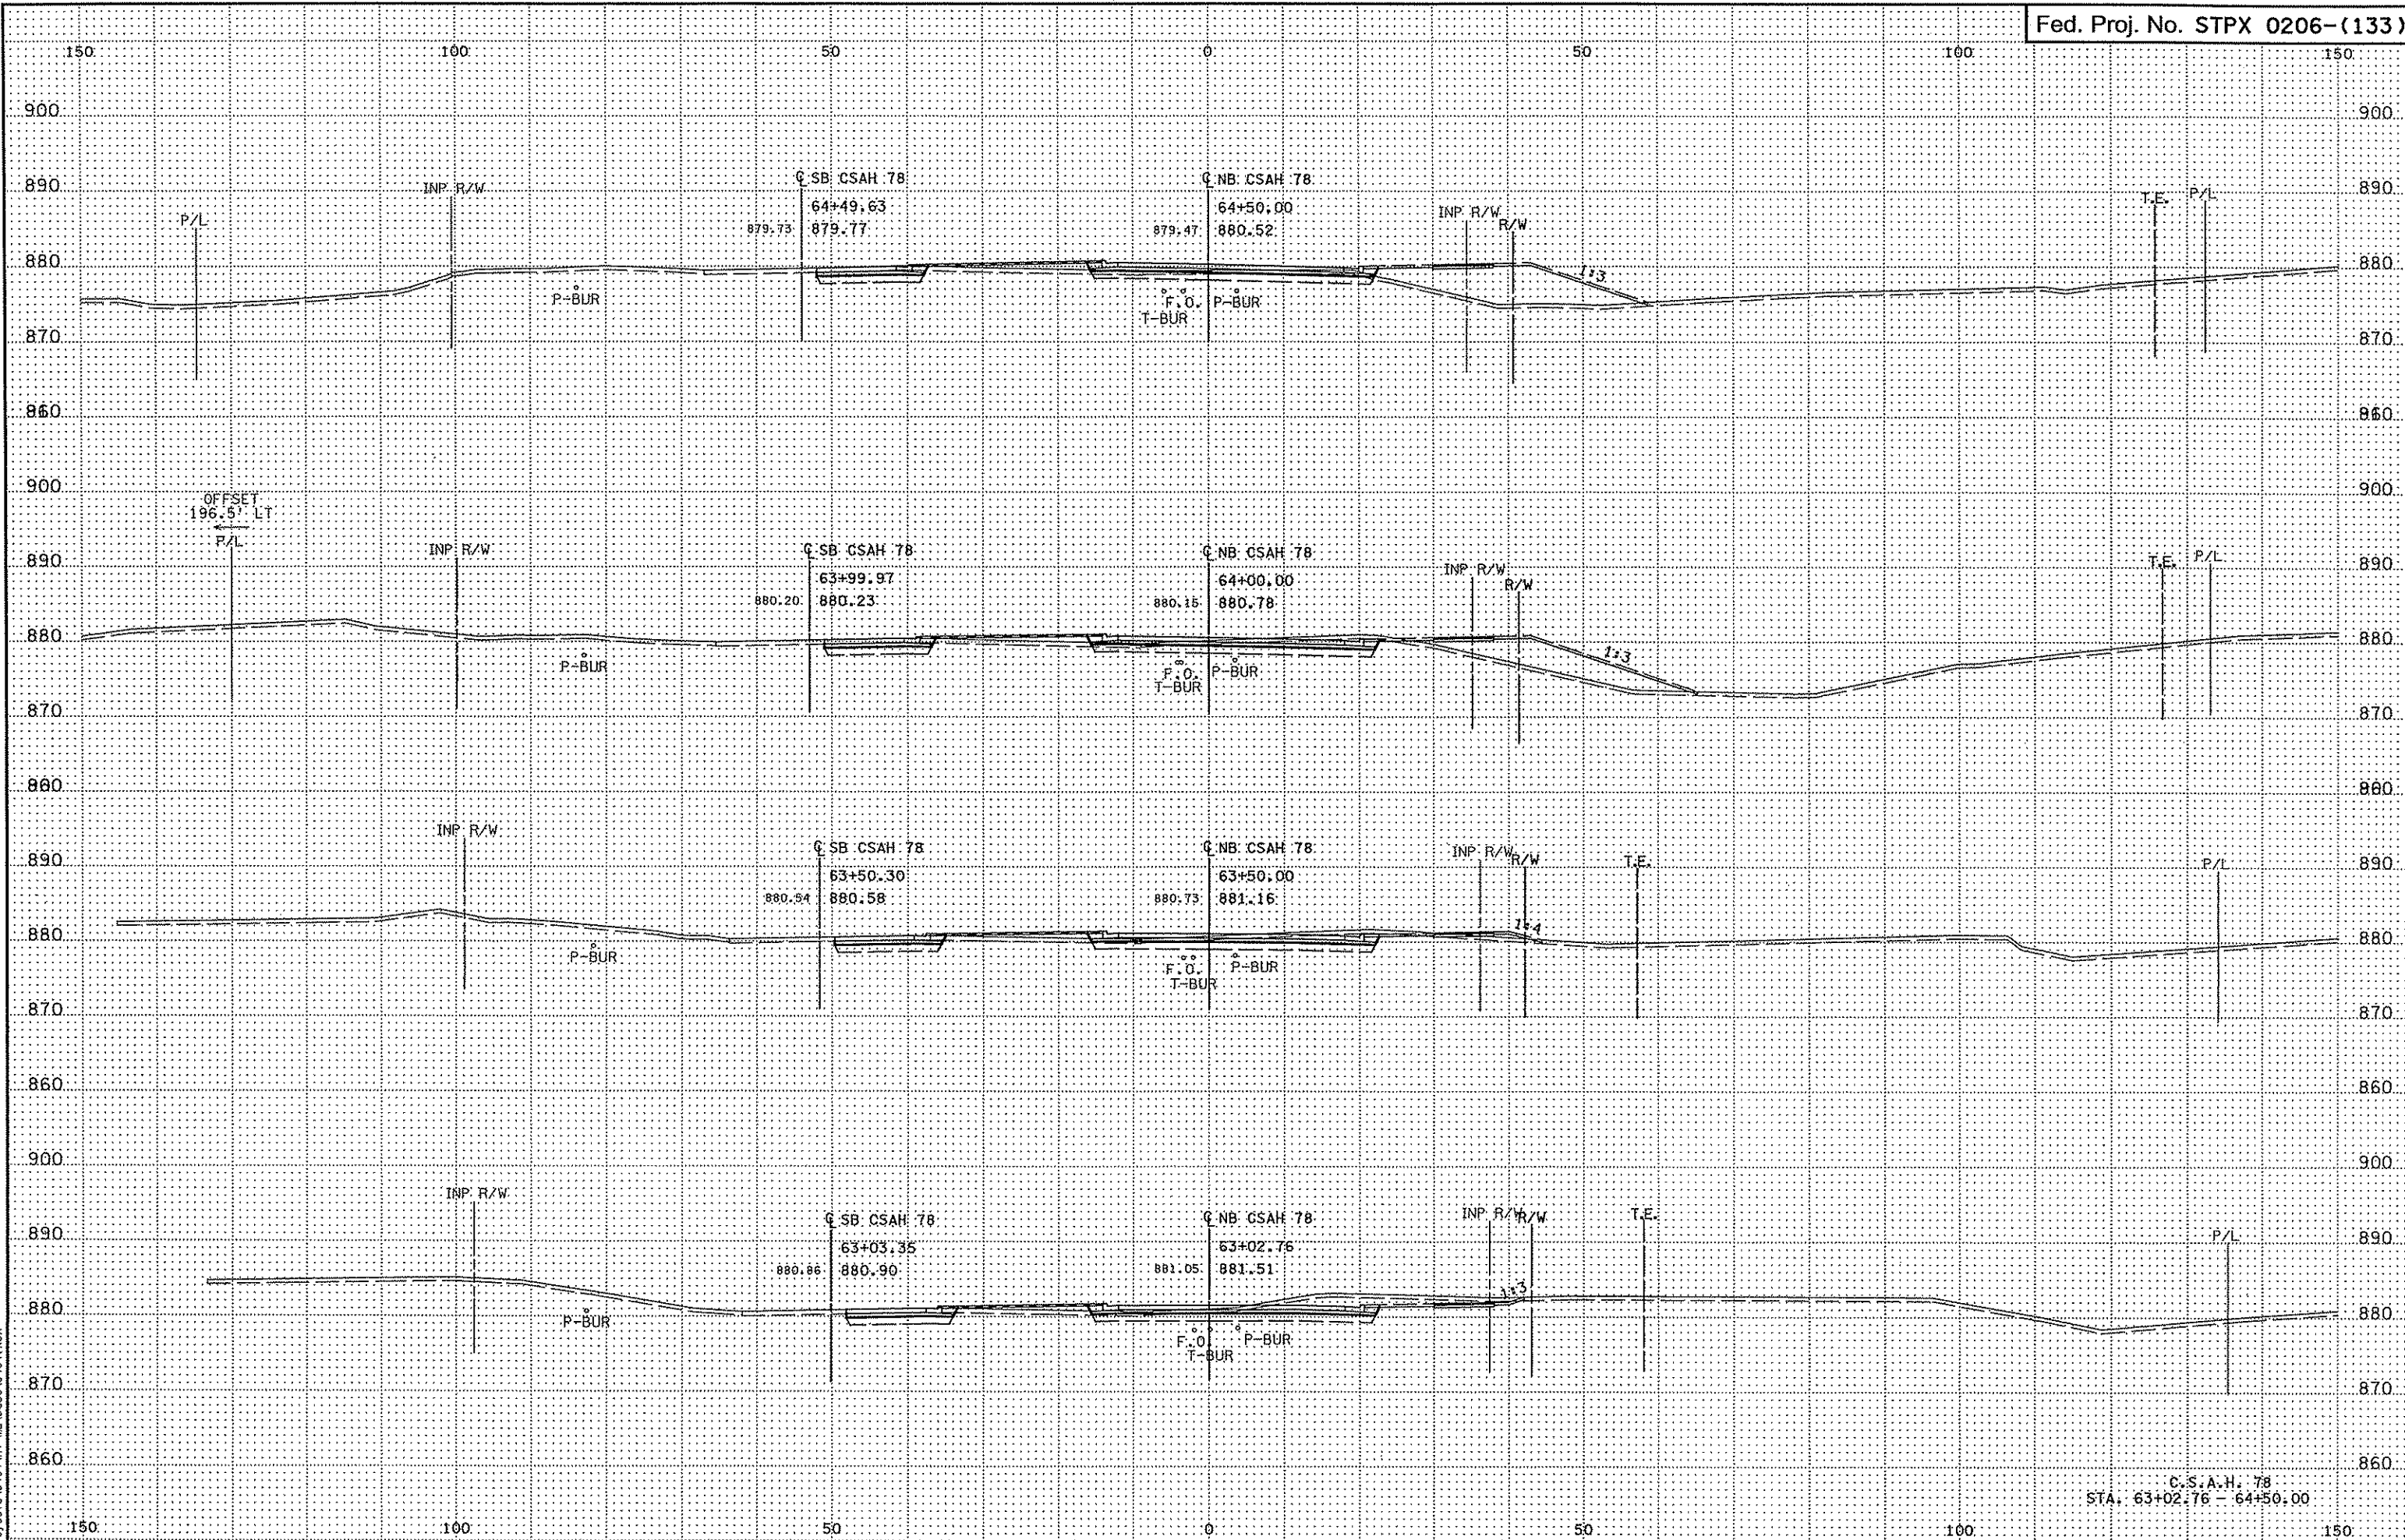 Fed. Proj. No. STPX 0206-(133)
150 100 50 0 50 100 150
900 900
890 890
INP R/W
P/L
℄ SB CSAH 78
64+49.63
879.73 879.77
℄ NB CSAH 78
64+50.00
879.47 880.52
INP R/W
R/W
T.E. P/L
880 880
1:3
P-BUR
F.O. P-BUR
T-BUR
870 870
860 860
900 900
OFFSET
196.5' LT
P/L
INP R/W
℄ SB CSAH 78
63+99.97
880.20 880.23
℄ NB CSAH 78
64+00.00
880.15 880.78
INP R/W
R/W
T.E. P/L
890 890
880 880
1:3
P-BUR
F.O. P-BUR
T-BUR
870 870
860 860
INP R/W
℄ SB CSAH 78
63+50.30
880.54 880.58
℄ NB CSAH 78
63+50.00
880.73 881.16
INP R/W R/W
T.E.
P/L
890 890
880 880
1:4
P-BUR
F.O. P-BUR
T-BUR
870 870
860 860
900 900
INP R/W
℄ SB CSAH 78
63+03.35
880.86 880.90
℄ NB CSAH 78
63+02.76
881.05 881.51
INP R/W R/W
T.E.
P/L
890 890
880 880
1:3
P-BUR
F.O. P-BUR
T-BUR
870 870
860 860
C.S.A.H. 78
STA. 63+02.76 - 64+50.00
150 100 50 0 50 100 150